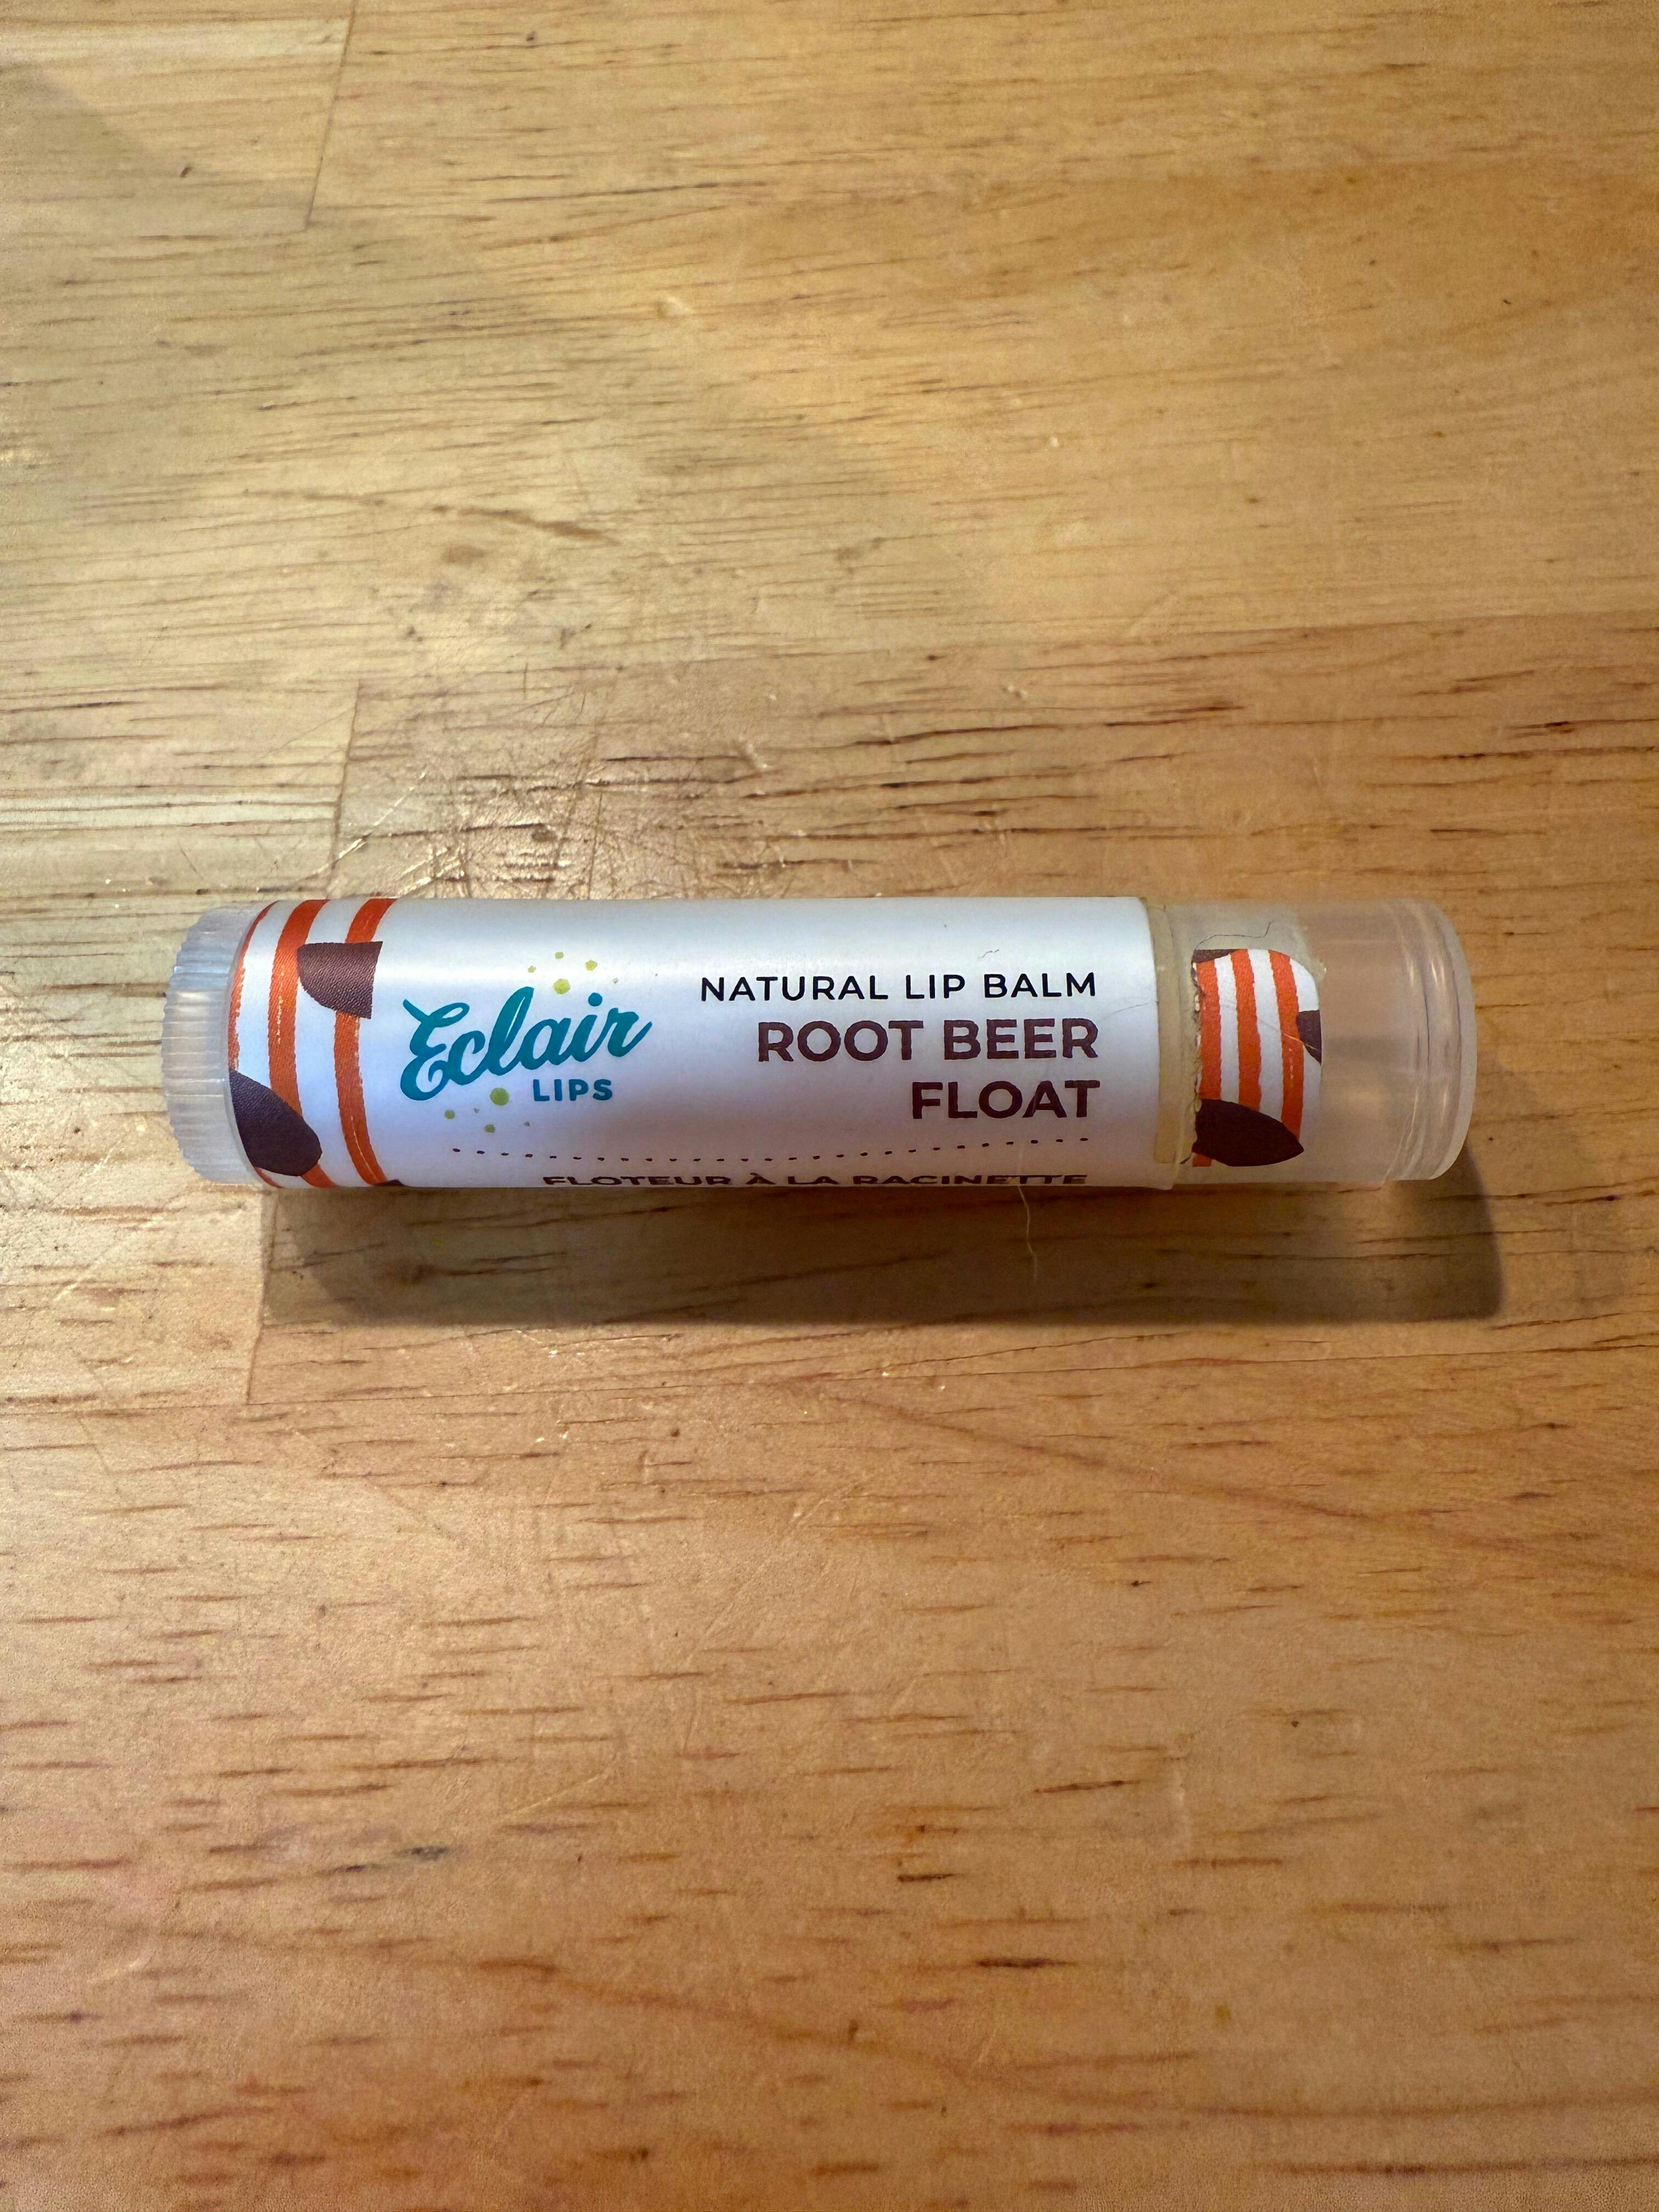 Eclair
LIPS
NATURAL LIP BALM
ROOT BEER
FLOAT
FLOTEUR À LA RACINETTE